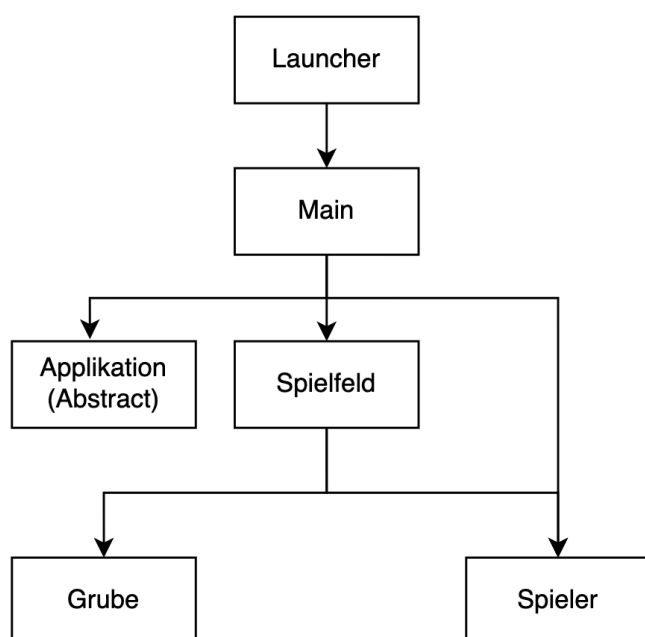 Launcher
Main
Applikation
(Abstract)
Spielfeld
Grube
Spieler